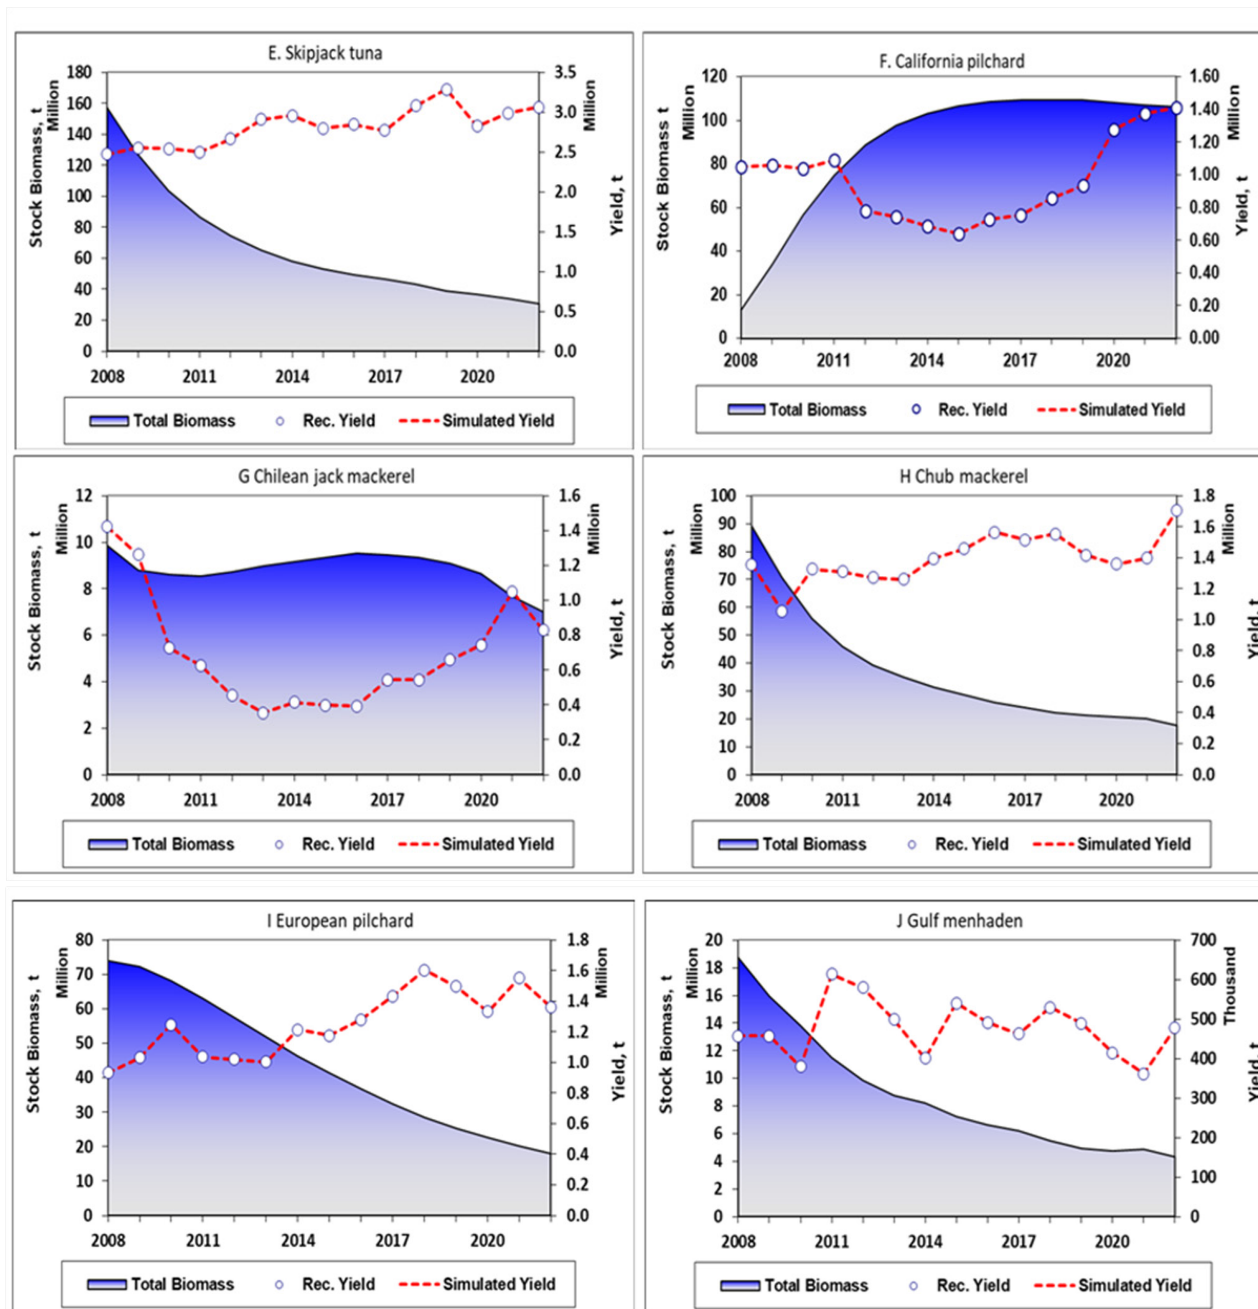 E. Skipjack tuna
Stock Biomass, t
Million
180
160
140
120
100
80
60
40
20
0
3.5
3.0
2.5
2.0
1.5
1.0
0.5
0.0
Million
Yield, t
2008 2011 2014 2017 2020
Total Biomass Rec. Yield Simulated Yield
F. California pilchard
Stock Biomass t
Million
120
100
80
60
40
20
0
1.60
1.40
1.20
1.00
0.80
0.60
0.40
0.20
0.00
Million
Yield, t
2008 2011 2014 2017 2020
Total Biomass Rec. Yield Simulated Yield
G Chilean jack mackerel
Stock Biomass, t
Million
12
10
8
6
4
2
0
1.6
1.4
1.2
1.0
0.8
0.6
0.4
0.2
0.0
Milloin
Yield, t
2008 2011 2014 2017 2020
Total Biomass Rec. Yield Simulated Yield
H Chub mackerel
Stock Biomass, t
Million
100
90
80
70
60
50
40
30
20
10
0
1.8
1.6
1.4
1.2
1.0
0.8
0.6
0.4
0.2
0.0
Million
Yield, t
2008 2011 2014 2017 2020
Total Biomass Rec. Yield Simulated Yield
I European pilchard
Stock Biomass, t
Million
80
70
60
50
40
30
20
10
0
1.8
1.6
1.4
1.2
1.0
0.8
0.6
0.4
0.2
0.0
Million
Yield, t
2008 2011 2014 2017 2020
Total Biomass Rec. Yield Simulated Yield
J Gulf menhaden
Stock Biomass, t
Million
20
18
16
14
12
10
8
6
4
2
0
700
600
500
400
300
200
100
0
Thousand
Yield, t
2008 2011 2014 2017 2020
Total Biomass Rec. Yield Simulated Yield